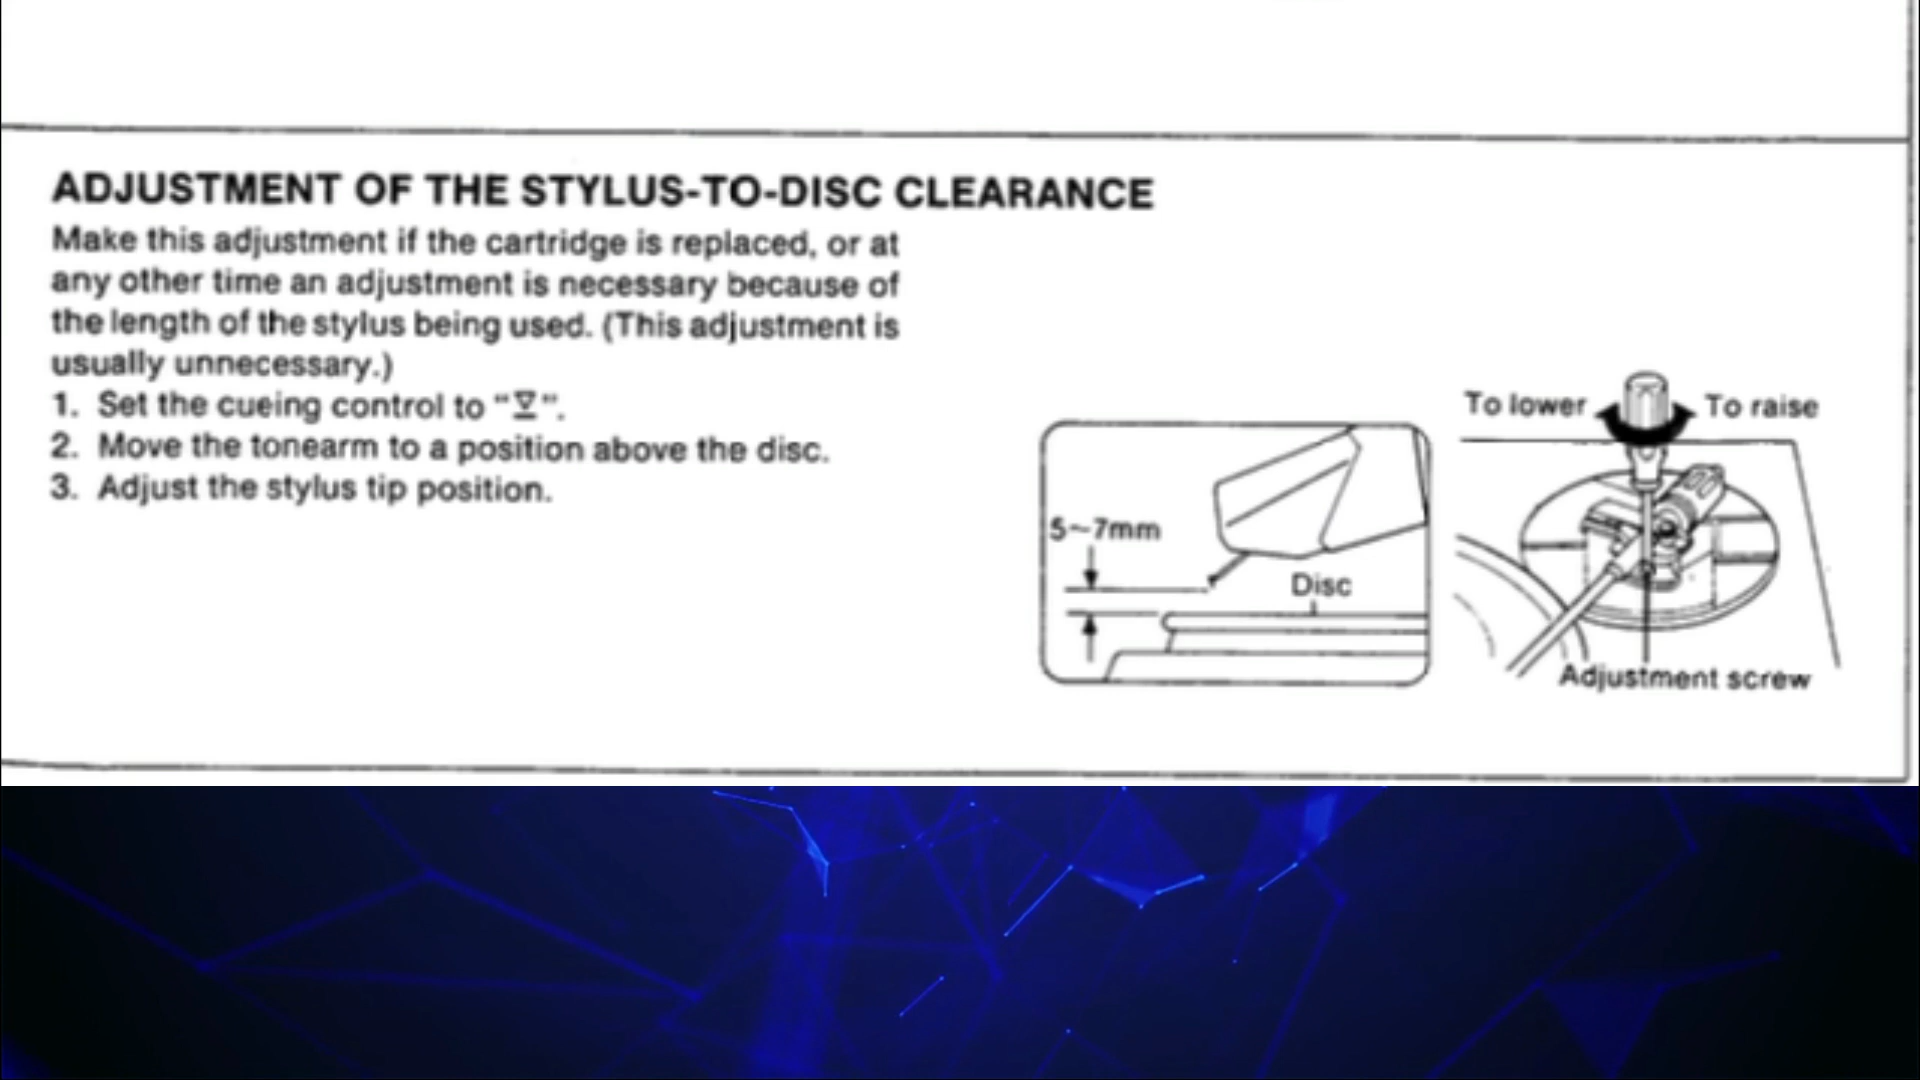 ADJUSTMENT OF THE STYLUS-TO-DISC CLEARANCE
Make this adjustment if the cartridge is replaced, or at
any other time an adjustment is necessary because of
the length of the stylus being used. (This adjustment is
usually unnecessary.)
1. Set the cueing control to "⊽".
2. Move the tonearm to a position above the disc.
3. Adjust the stylus tip position.
5~7mm
Disc
To lower
To raise
Adjustment screw